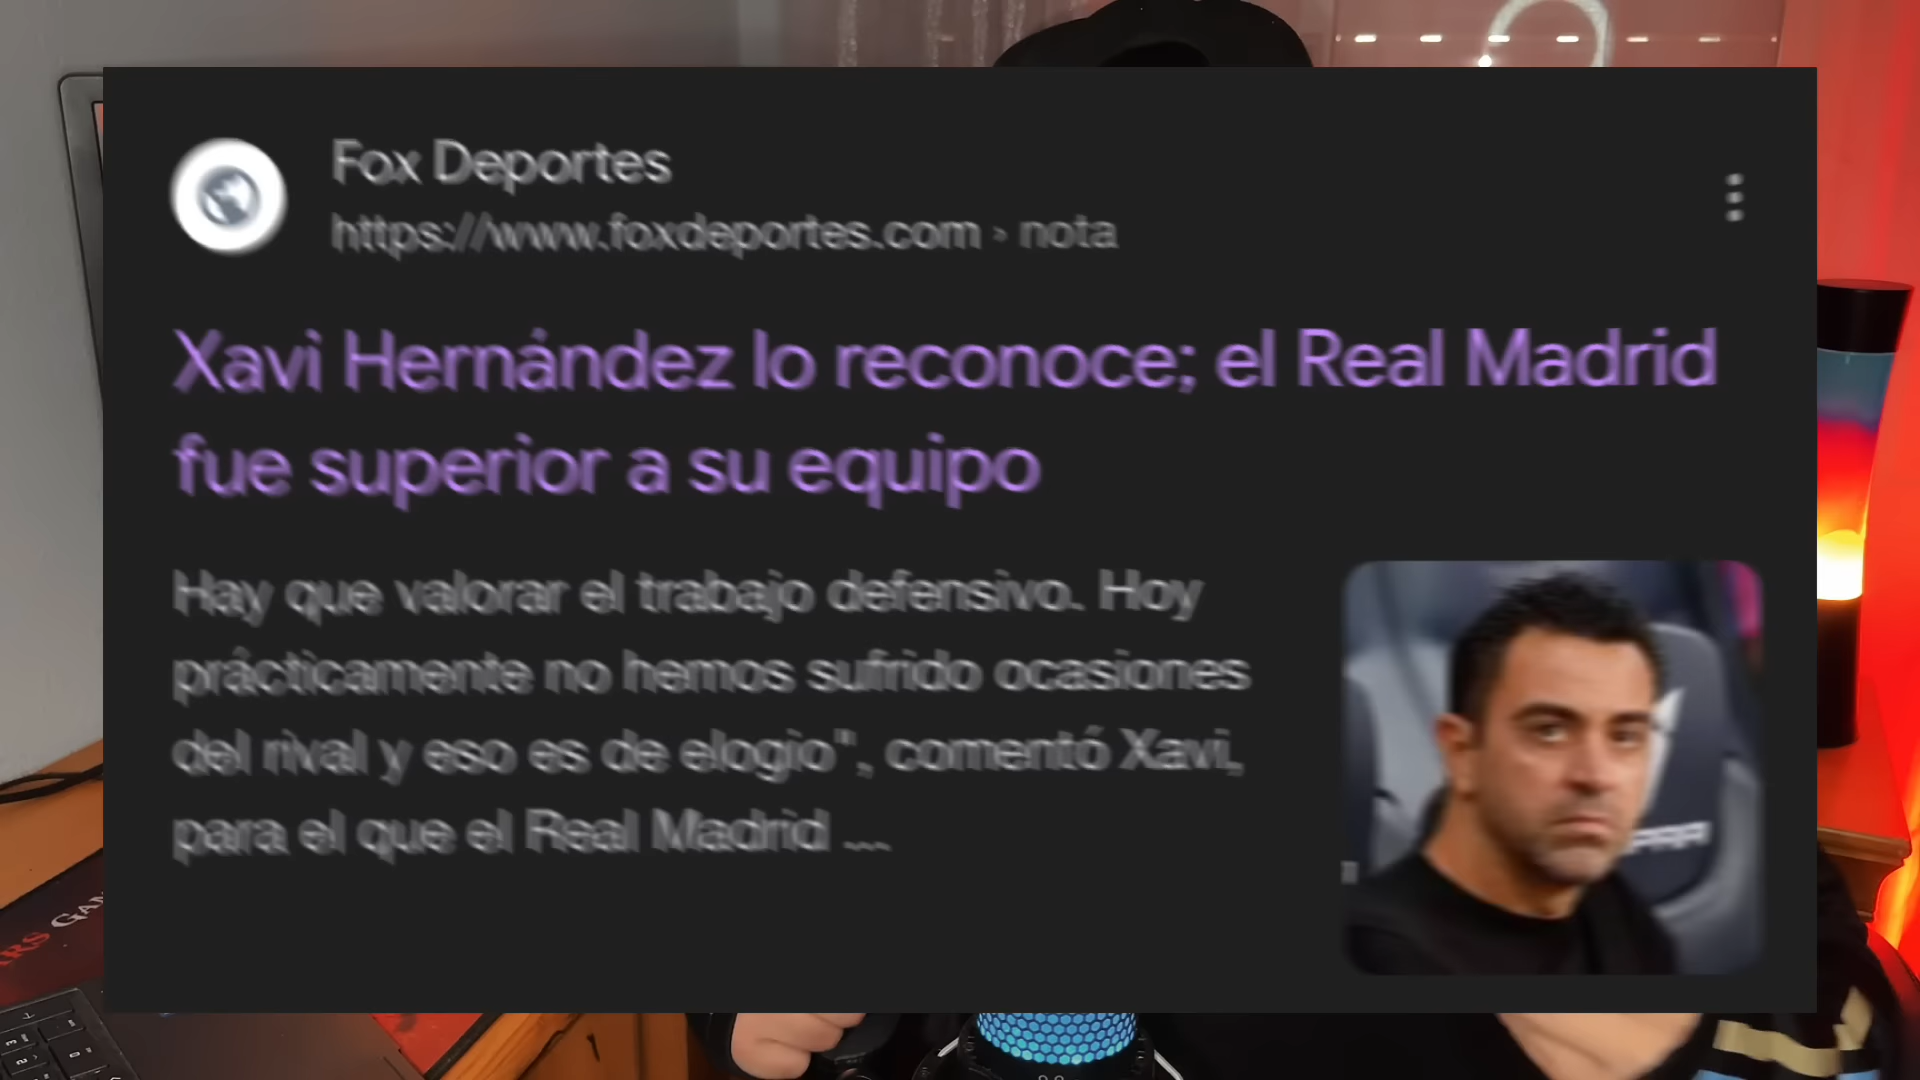 Fox Deportes
https://www.foxdeportes.com › nota
Xavi Hernández lo reconoce; el Real Madrid
fue superior a su equipo
Hay que valorar el trabajo defensivo. Hoy
prácticamente no hemos sufrido ocasiones
del rival y eso es de elogio", comentó Xavi,
para el que el Real Madrid ...